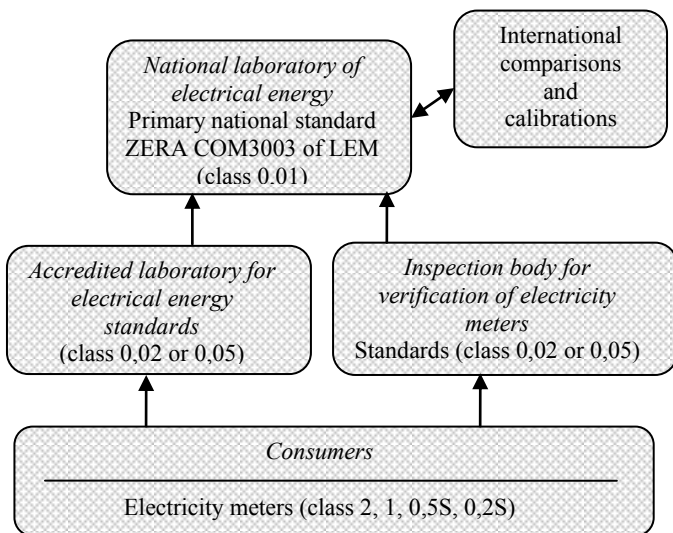 National laboratory of
electrical energy
Primary national standard
ZERA COM3003 of LEM
(class 0.01)
International
comparisons
and
calibrations
Accredited laboratory for
electrical energy
standards
(class 0,02 or 0,05)
Inspection body for
verification of electricity
meters
Standards (class 0,02 or 0,05)
Consumers
Electricity meters (class 2, 1, 0,5S, 0,2S)